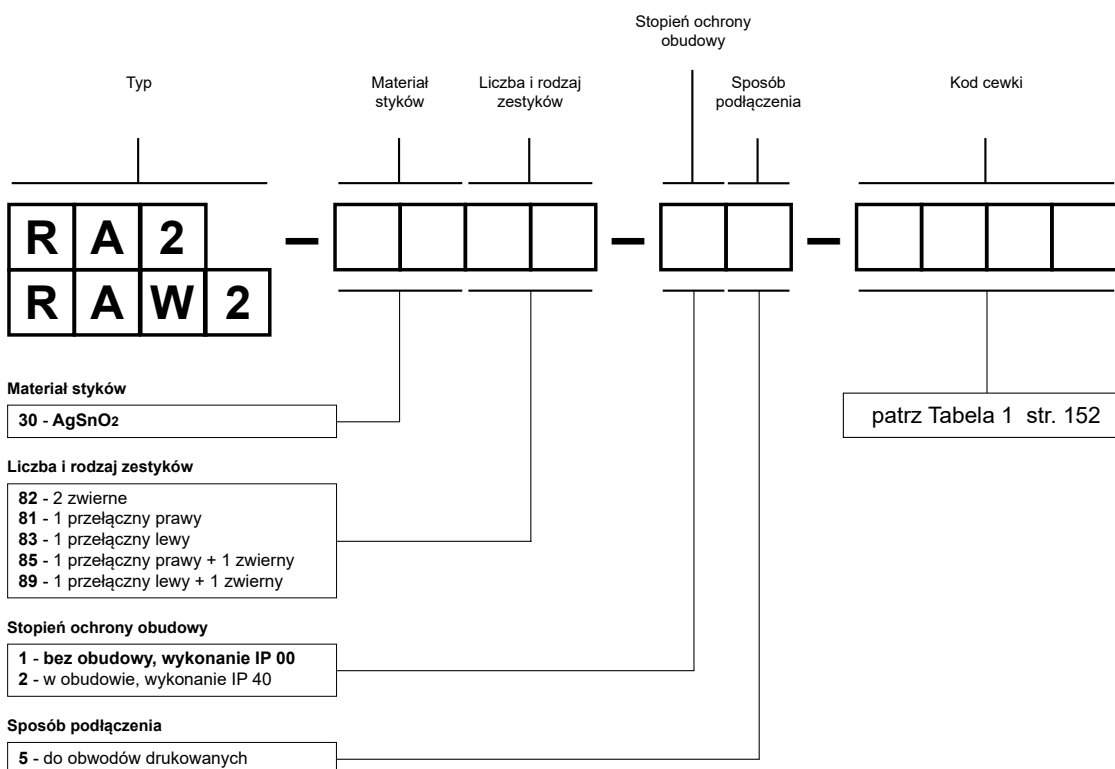 Stopień ochrony
obudowy
Typ
Materiał
styków
Liczba i rodzaj
zestyków
Sposób
podłączenia
Kod cewki
R A 2 – –  –
R A W 2
Materiał styków
30 - AgSnO2
patrz Tabela 1 str. 152
Liczba i rodzaj zestyków
82 - 2 zwierne
81 - 1 przełączny prawy
83 - 1 przełączny lewy
85 - 1 przełączny prawy + 1 zwierny
89 - 1 przełączny lewy + 1 zwierny
Stopień ochrony obudowy
1 - bez obudowy, wykonanie IP 00
2 - w obudowie, wykonanie IP 40
Sposób podłączenia
5 - do obwodów drukowanych